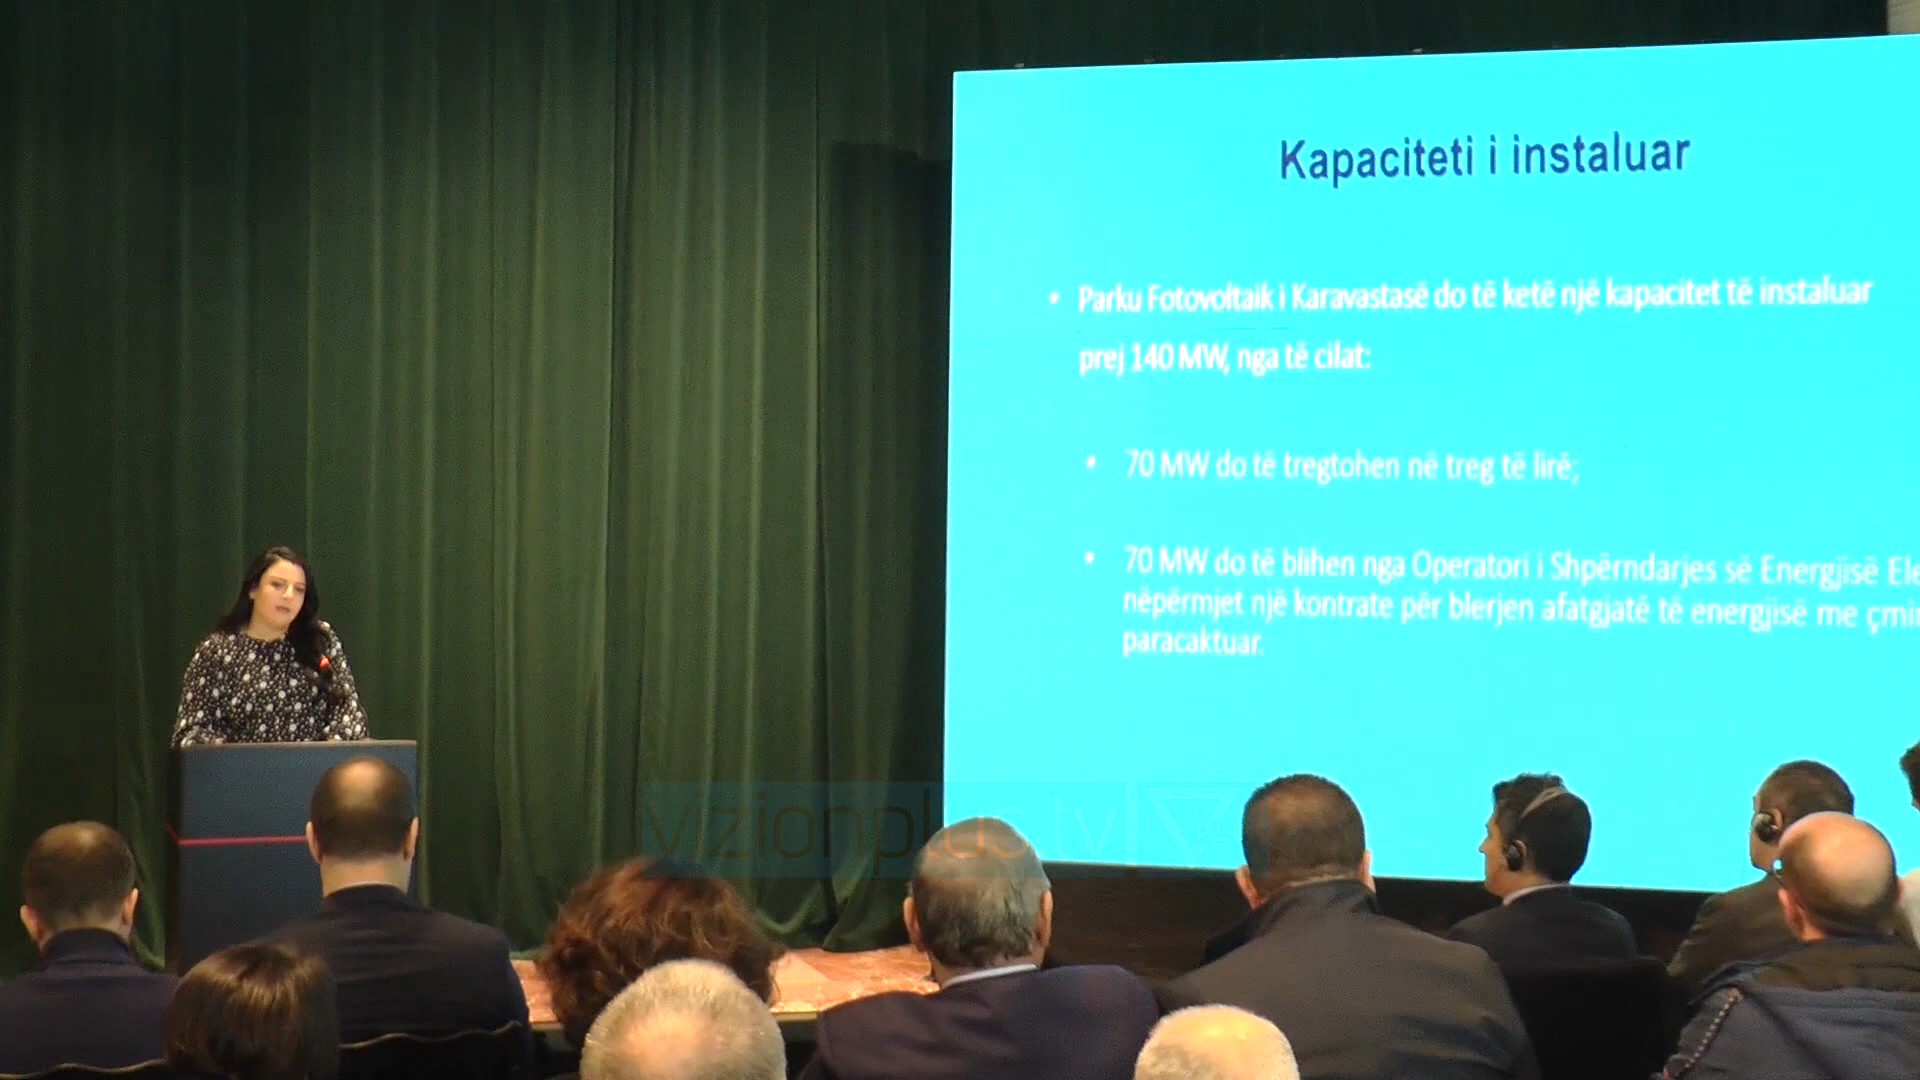 Kapaciteti i instaluar
• Parku Fotovoltaik i Karavastasë do të ketë një kapacitet të instaluar
prej 140 MW, nga të cilat:
• 70 MW do të tregtohen në treg të lirë;
• 70 MW do të blihen nga Operatori i Shpërndarjes së Energjisë Ele
nëpërmjet një kontrate për blerjen afatgjatë të energjisë me çmi
paracaktuar.
vizionplus tv